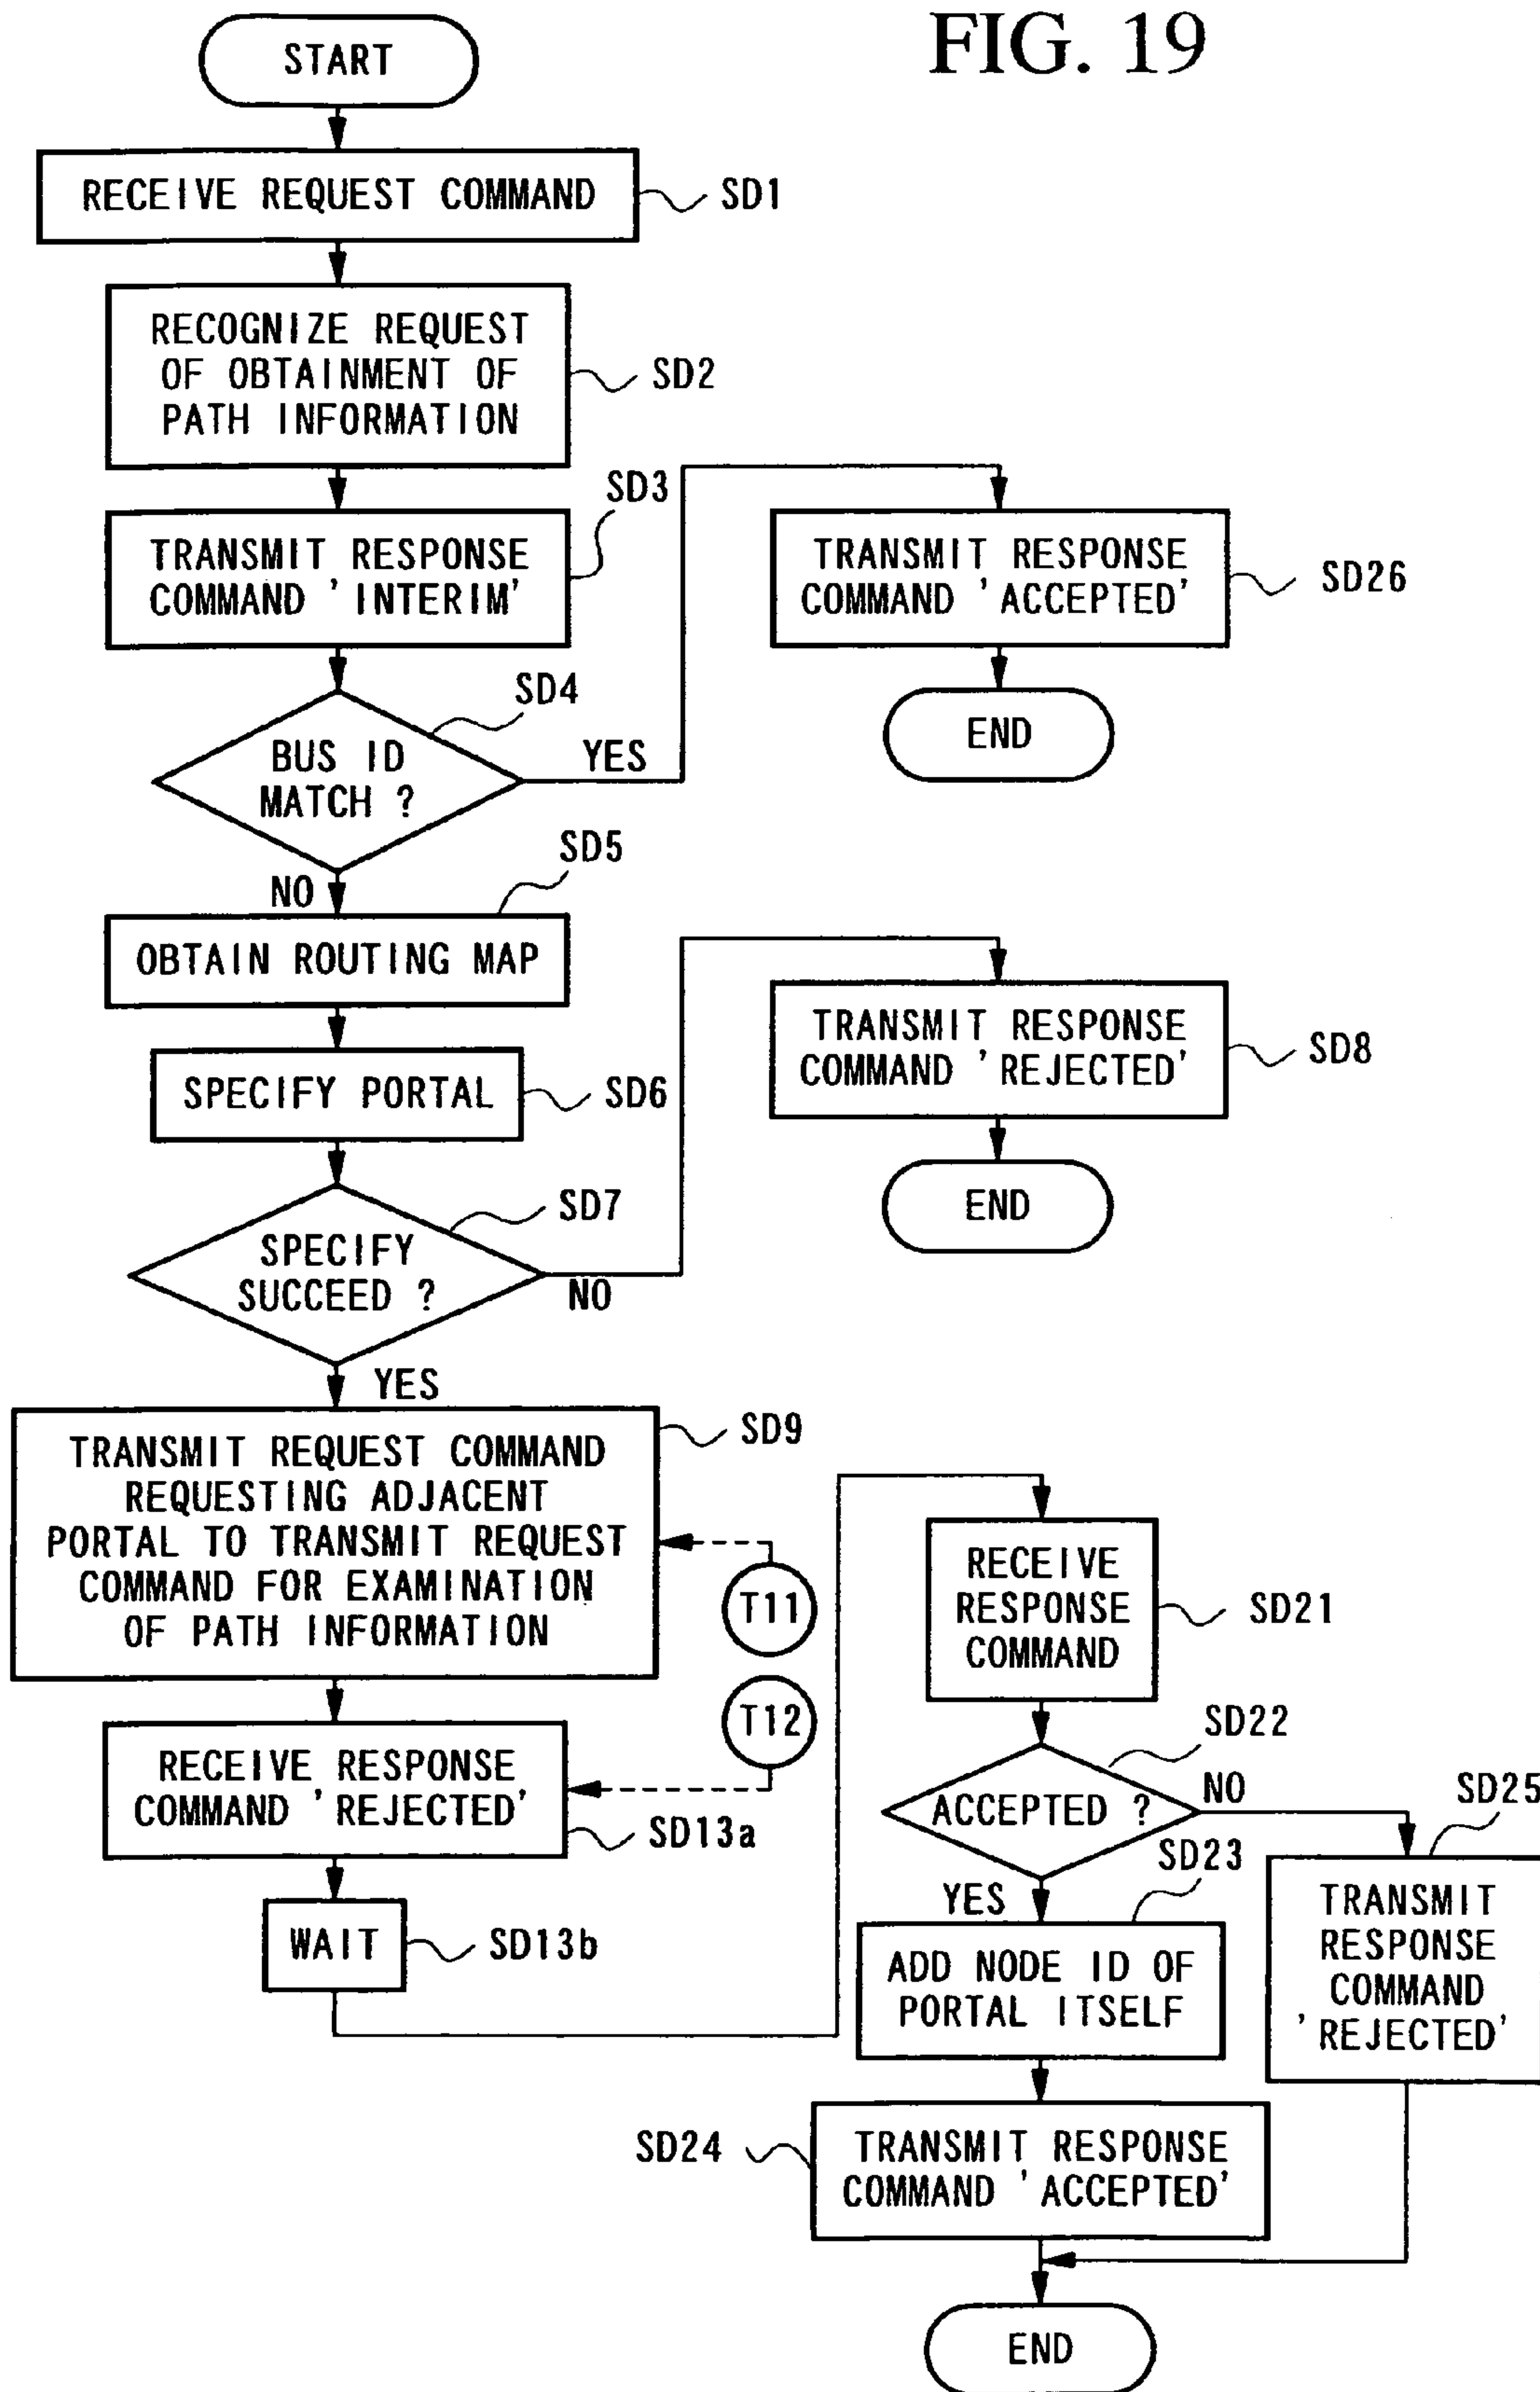 FIG. 19
START
RECEIVE REQUEST COMMAND
SD1
RECOGNIZE REQUEST
OF OBTAINMENT OF
PATH INFORMATION
SD2
SD3
TRANSMIT RESPONSE
COMMAND 'INTERIM'
TRANSMIT RESPONSE
COMMAND 'ACCEPTED'
SD26
END
SD4
BUS ID
MATCH ?
YES
NO
SD5
OBTAIN ROUTING MAP
SPECIFY PORTAL
SD6
TRANSMIT RESPONSE
COMMAND 'REJECTED'
SD8
END
SD7
SPECIFY
SUCCEED ?
NO
YES
SD9
TRANSMIT REQUEST COMMAND
REQUESTING ADJACENT
PORTAL TO TRANSMIT REQUEST
COMMAND FOR EXAMINATION
OF PATH INFORMATION
T11
T12
RECEIVE RESPONSE
COMMAND 'REJECTED'
SD13a
WAIT
SD13b
RECEIVE
RESPONSE
COMMAND
SD21
SD22
ACCEPTED ?
NO
YES
SD25
TRANSMIT
RESPONSE
COMMAND
'REJECTED'
SD23
ADD NODE ID OF
PORTAL ITSELF
SD24
TRANSMIT RESPONSE
COMMAND 'ACCEPTED'
END